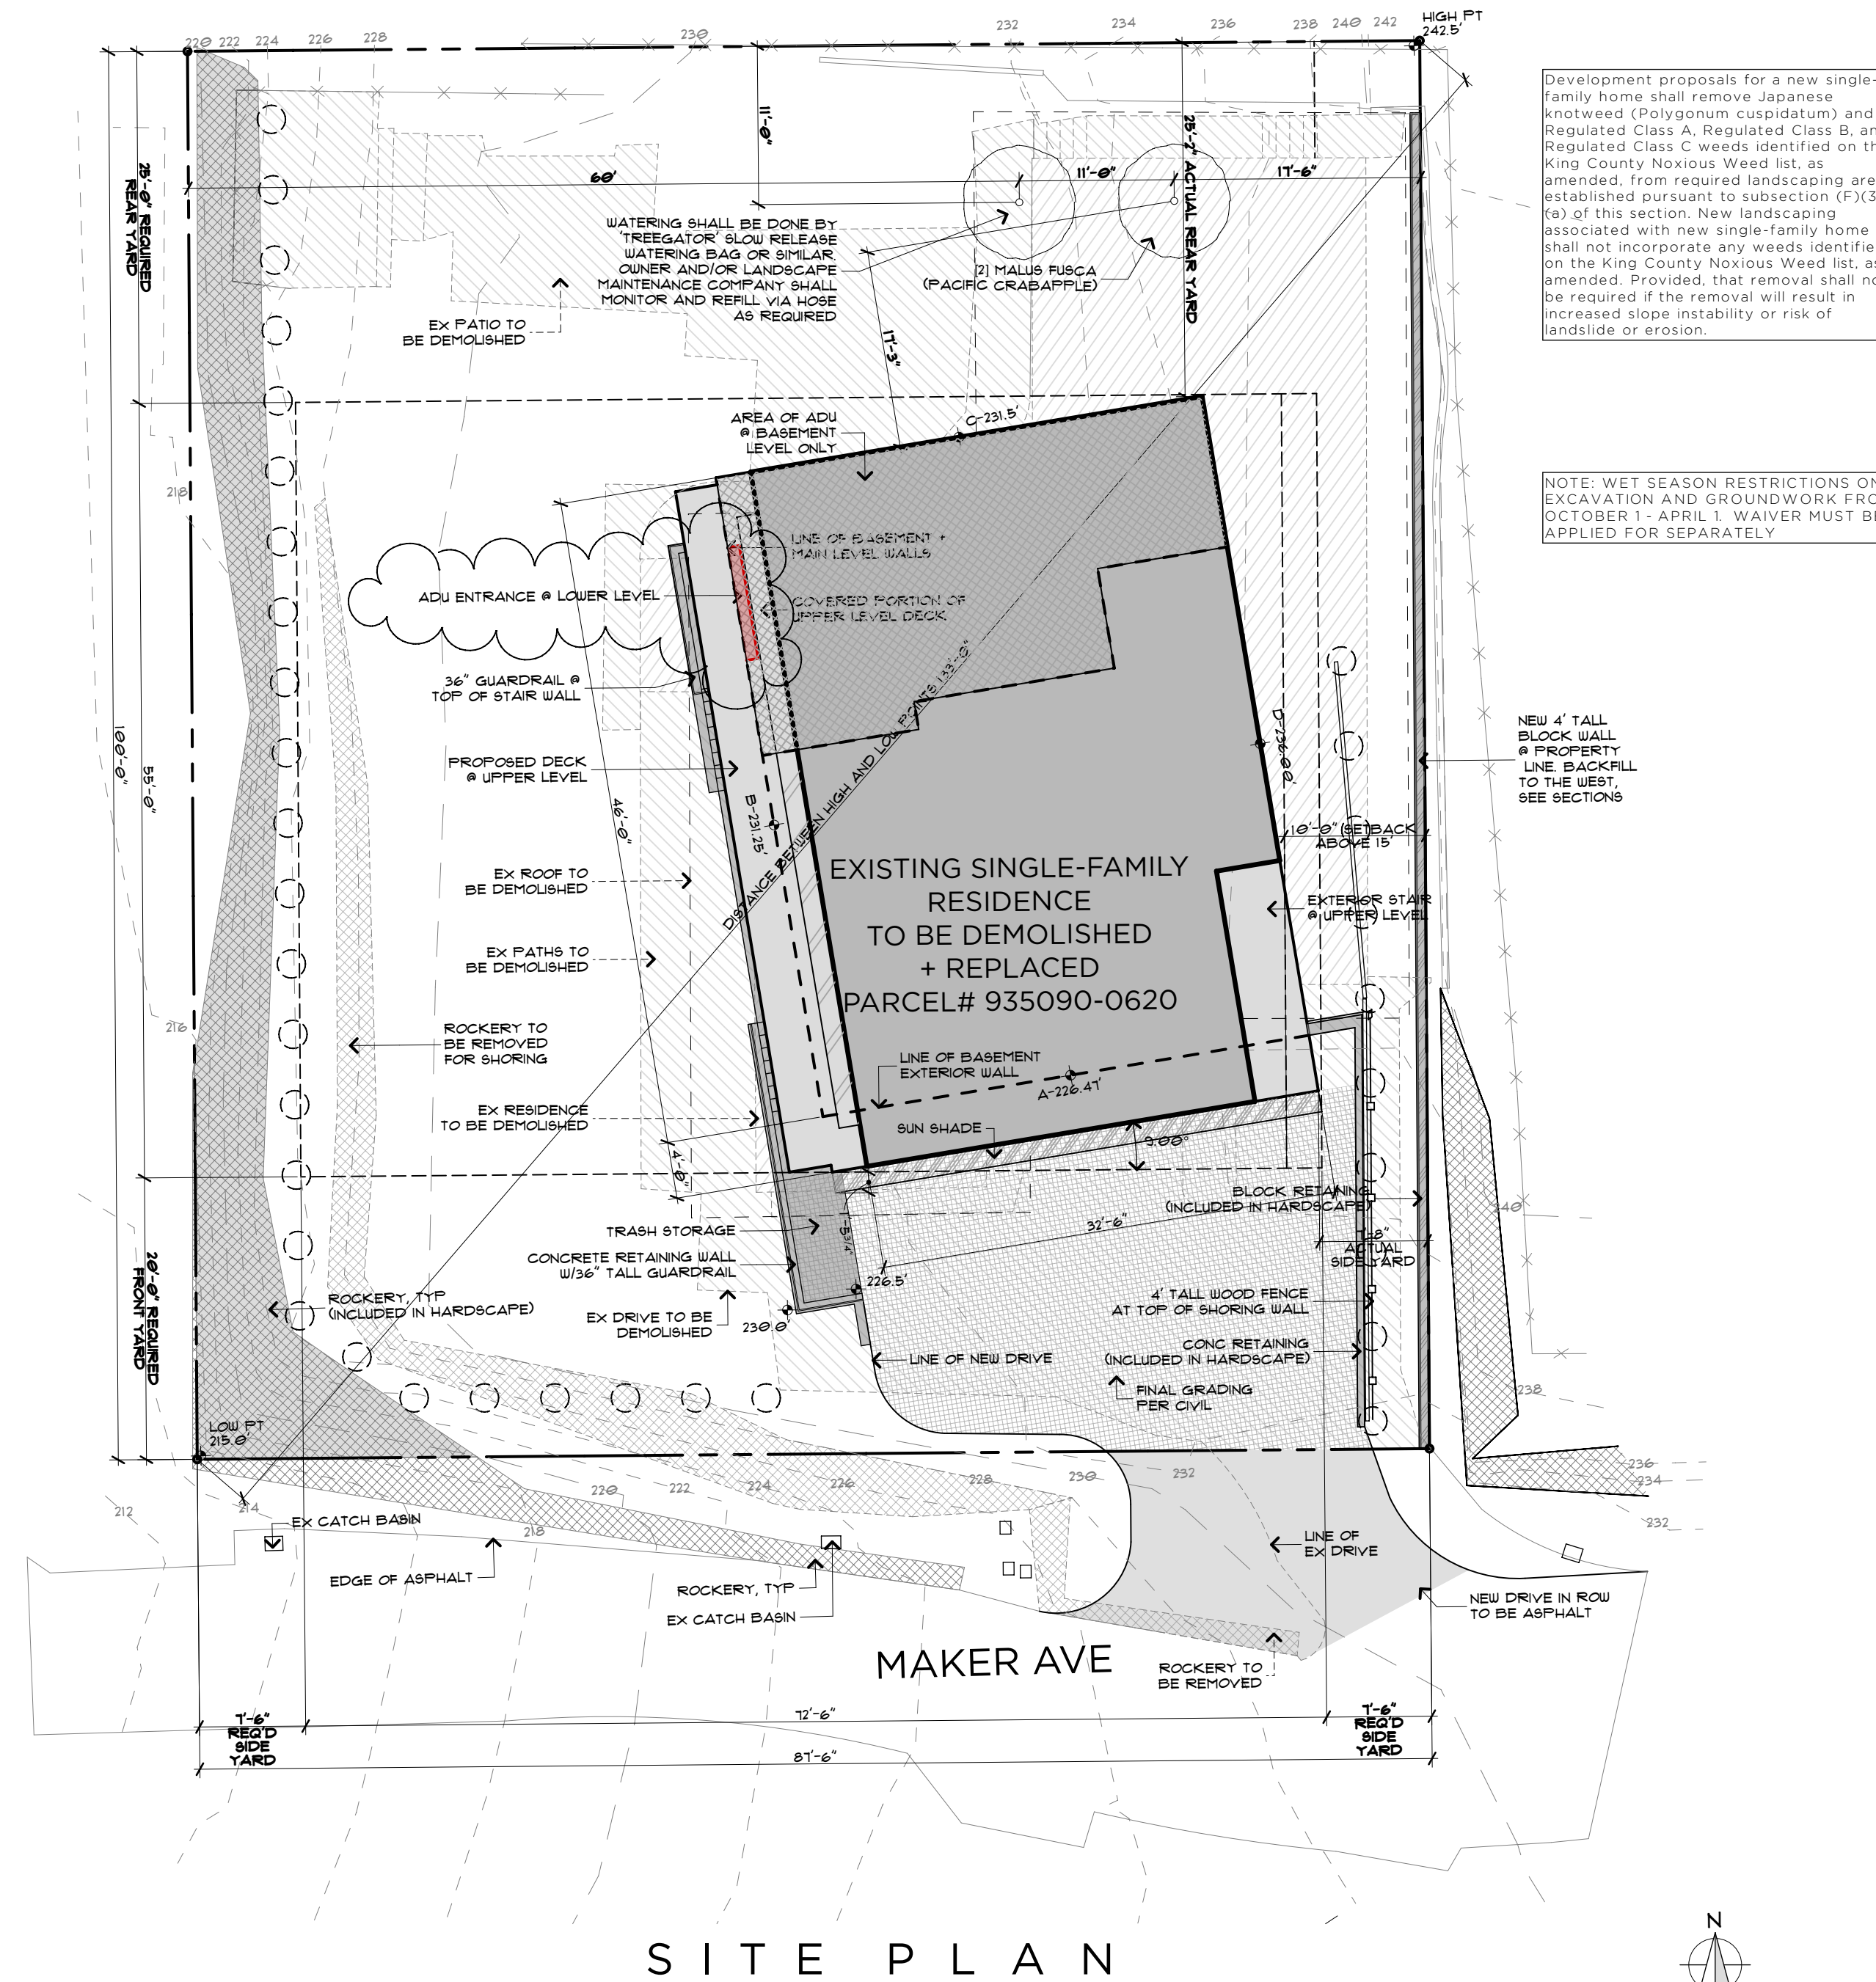 HIGH PT
242.5'
220
222
224
226
228
230
232
234
236
238
240
242
Development proposals for a new single-
family home shall remove Japanese
knotweed (Polygonum cuspidatum) and
Regulated Class A, Regulated Class B, an
Regulated Class C weeds identified on th
King County Noxious Weed list, as
amended, from required landscaping are
established pursuant to subsection (F)(3
(a) of this section. New landscaping
associated with new single-family home
shall not incorporate any weeds identifie
on the King County Noxious Weed list, as
amended. Provided, that removal shall no
be required if the removal will result in
increased slope instability or risk of
landslide or erosion.
25'-0" REQUIRED
REAR YARD
11'-0"
25'-2" ACTUAL REAR YARD
60'
11'-0"
17'-6"
WATERING SHALL BE DONE BY
'TREEGATOR' SLOW RELEASE
WATERING BAG OR SIMILAR.
OWNER AND/OR LANDSCAPE
MAINTENANCE COMPANY SHALL
MONITOR AND REFILL VIA HOSE
AS REQUIRED
[2] MALUS FUSCA
(PACIFIC CRABAPPLE)
EX PATIO TO
BE DEMOLISHED
17'-3"
AREA OF ADU
@ BASEMENT
LEVEL ONLY
C-231.5'
218
NOTE: WET SEASON RESTRICTIONS ON
EXCAVATION AND GROUNDWORK FRO
OCTOBER 1 - APRIL 1. WAIVER MUST BE
APPLIED FOR SEPARATELY
LINE OF BASEMENT +
MAIN LEVEL WALLS
ADU ENTRANCE @ LOWER LEVEL
COVERED PORTION OF
UPPER LEVEL DECK
36" GUARDRAIL @
TOP OF STAIR WALL
PROPOSED DECK
@ UPPER LEVEL
100'-0"
55'-0"
46'-0"
B-231.25'
DISTANCE BETWEEN HIGH AND LOW POINTS 133'-0"
D-236.00'
NEW 4' TALL
BLOCK WALL
@ PROPERTY
LINE. BACKFILL
TO THE WEST,
SEE SECTIONS
10'-0" (SETBACK
ABOVE 15'
EX ROOF TO
BE DEMOLISHED
EXISTING SINGLE-FAMILY
RESIDENCE
TO BE DEMOLISHED
+ REPLACED
PARCEL# 935090-0620
EXTERIOR STAIR
@ UPPER LEVEL
EX PATHS TO
BE DEMOLISHED
216
ROCKERY TO
BE REMOVED
FOR SHORING
LINE OF BASEMENT
EXTERIOR WALL
A-226.47'
EX RESIDENCE
TO BE DEMOLISHED
SUN SHADE
9.00°
4'-0"
BLOCK RETAINING
(INCLUDED IN HARDSCAPE)
240
TRASH STORAGE
32'-6"
ACTUAL
SIDE YARD
CONCRETE RETAINING WALL
W/36" TALL GUARDRAIL
226.5'
20'-0" REQUIRED
FRONT YARD
ROCKERY, TYP
(INCLUDED IN HARDSCAPE)
EX DRIVE TO BE
DEMOLISHED
230.0'
4' TALL WOOD FENCE
AT TOP OF SHORING WALL
LINE OF NEW DRIVE
CONC RETAINING
(INCLUDED IN HARDSCAPE)
FINAL GRADING
PER CIVIL
238
LOW PT
215.0'
236
234
232
212
214
218
220
222
224
226
228
230
232
EX CATCH BASIN
EDGE OF ASPHALT
ROCKERY, TYP
EX CATCH BASIN
LINE OF
EX DRIVE
NEW DRIVE IN ROW
TO BE ASPHALT
MAKER AVE
ROCKERY TO
BE REMOVED
7'-6"
REQ'D
SIDE
YARD
72'-6"
7'-6"
REQ'D
SIDE
YARD
87'-6"
SITE PLAN
N